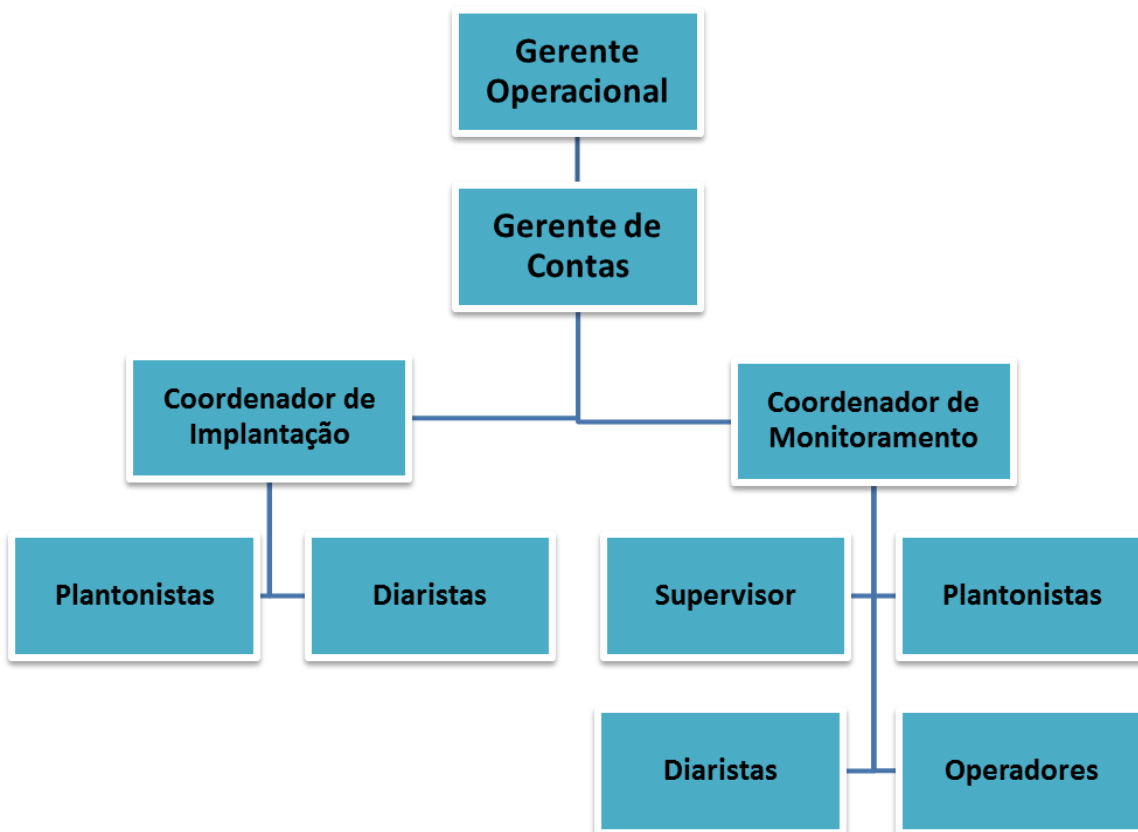 Gerente
Operacional
Gerente de
Contas
Coordenador de
Implantação
Coordenador de
Monitoramento
Plantonistas
Diaristas
Supervisor
Plantonistas
Diaristas
Operadores